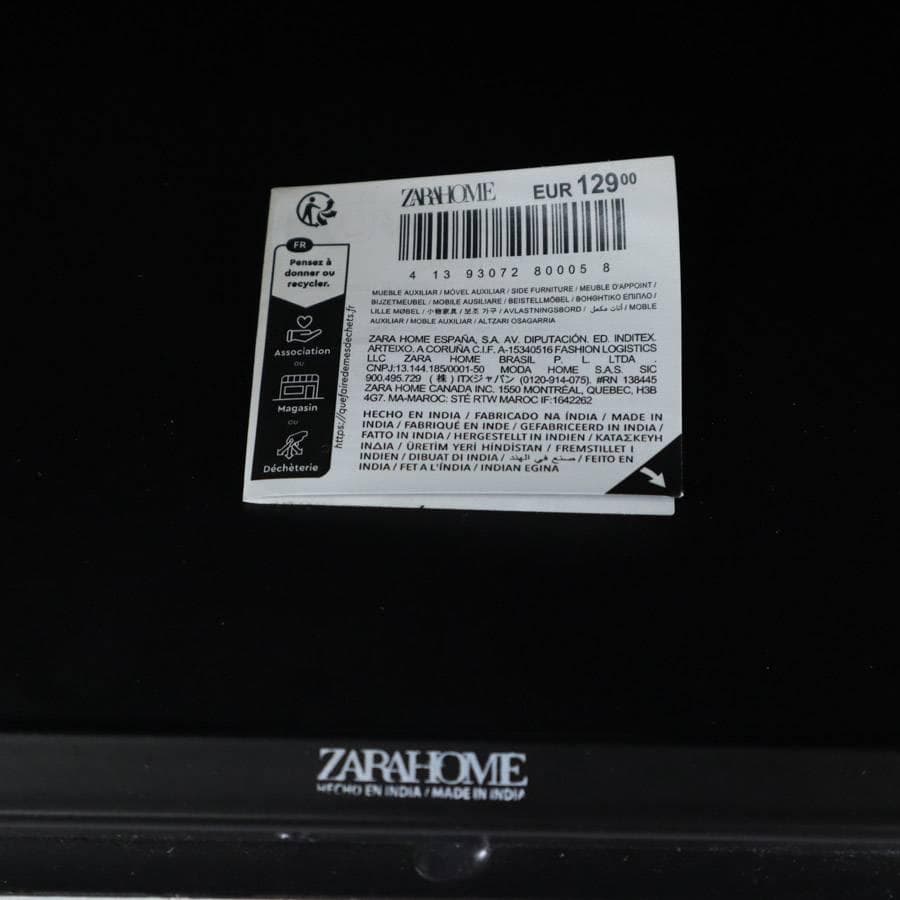 ZARAHOME
EUR 129⁰⁰
4 13 93072 80005 8
FR
Pensez à
donner ou
recycler.
Association
ou
Magasin
ou
Déchèterie
https://quefairedemesdechets.fr
MUEBLE AUXILIAR / MÓVEL AUXILIAR / SIDE FURNITURE / MEUBLE D'APPOINT /
BIJZETMEUBEL / MOBILE AUSILIARE / BEISTELLMÖBEL / ΒΟΗΘΗΤΙΚΟ ΕΠΙΠΛΟ /
LILLE MØBEL / 小物家具 / 보조 가구 / AVLASTNINGSBORD / أثاث مكمل / MOBLE
AUXILIAR / MOBLE AUXILIAR / ALTZARI OSAGARRIA
ZARA HOME ESPAÑA, S.A. AV. DIPUTACIÓN. ED. INDITEX.
ARTEIXO. A CORUÑA C.I.F. A-15340516 FASHION LOGISTICS
LLC ZARA HOME BRASIL P. L. LTDA .
CNPJ:13.144.185/0001-50 MODA HOME S.A.S. SIC
900.495.729 (株) ITXジャパン (0120-914-075). #RN 138445
ZARA HOME CANADA INC. 1550 MONTRÉAL, QUEBEC, H3B
4G7. MA-MAROC: STÉ RTW MAROC IF:1642262
HECHO EN INDIA / FABRICADO NA ÍNDIA / MADE IN
INDIA / FABRIQUÉ EN INDE / GEFABRICEERD IN INDIA /
FATTO IN INDIA / HERGESTELLT IN INDIEN / ΚΑΤΑΣΚΕΥΗ
ΙΝΔΙΑ / ÜRETİM YERİ HİNDİSTAN / FREMSTILLET I
INDIEN / DIBUAT DI INDIA / صنع في الهند / FEITO EN
INDIA / FET A L'ÍNDIA / INDIAN EGINA
ZARAHOME
HECHO EN INDIA / MADE IN INDIA